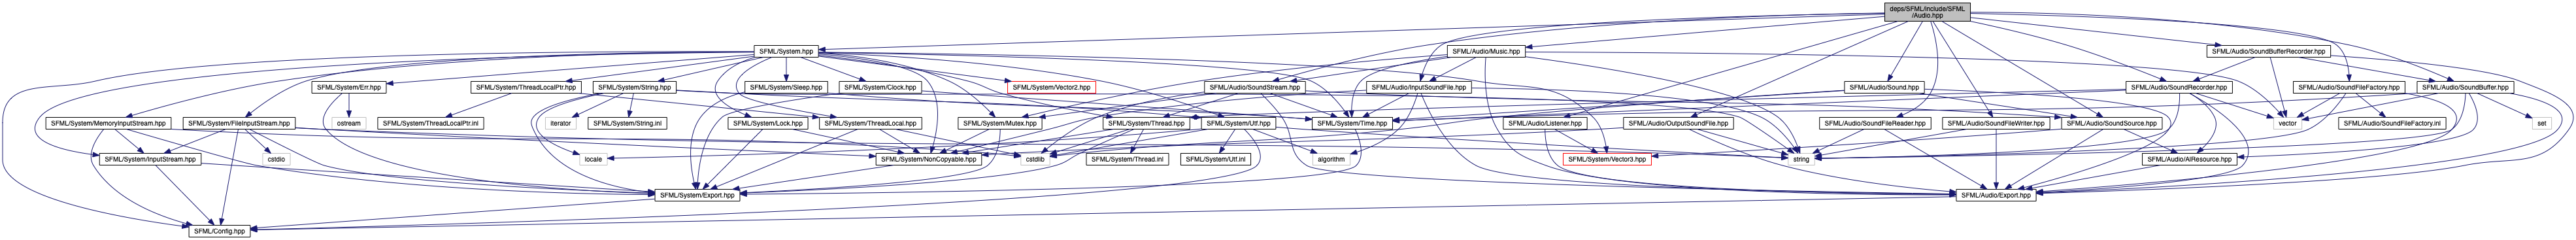 deps/SFML/include/SFML
/Audio.hpp
SFML/System.hpp
SFML/Audio/Music.hpp
SFML/Audio/SoundBufferRecorder.hpp
SFML/System/Err.hpp
SFML/System/ThreadLocalPtr.hpp
SFML/System/String.hpp
SFML/System/Sleep.hpp
SFML/System/Clock.hpp
SFML/System/Vector2.hpp
SFML/Audio/SoundStream.hpp
SFML/Audio/InputSoundFile.hpp
SFML/Audio/Sound.hpp
SFML/Audio/SoundRecorder.hpp
SFML/Audio/SoundFileFactory.hpp
SFML/Audio/SoundBuffer.hpp
SFML/System/MemoryInputStream.hpp
SFML/System/FileInputStream.hpp
ostream
SFML/System/ThreadLocalPtr.inl
iterator
SFML/System/String.inl
SFML/System/Lock.hpp
SFML/System/ThreadLocal.hpp
SFML/System/Mutex.hpp
SFML/System/Thread.hpp
SFML/System/Utf.hpp
SFML/System/Time.hpp
SFML/Audio/Listener.hpp
SFML/Audio/OutputSoundFile.hpp
SFML/Audio/SoundFileReader.hpp
SFML/Audio/SoundFileWriter.hpp
SFML/Audio/SoundSource.hpp
vector
SFML/Audio/SoundFileFactory.inl
set
SFML/System/InputStream.hpp
cstdio
locale
SFML/System/NonCopyable.hpp
cstdlib
SFML/System/Thread.inl
SFML/System/Utf.inl
algorithm
SFML/System/Vector3.hpp
string
SFML/Audio/AlResource.hpp
SFML/System/Export.hpp
SFML/Audio/Export.hpp
SFML/Config.hpp